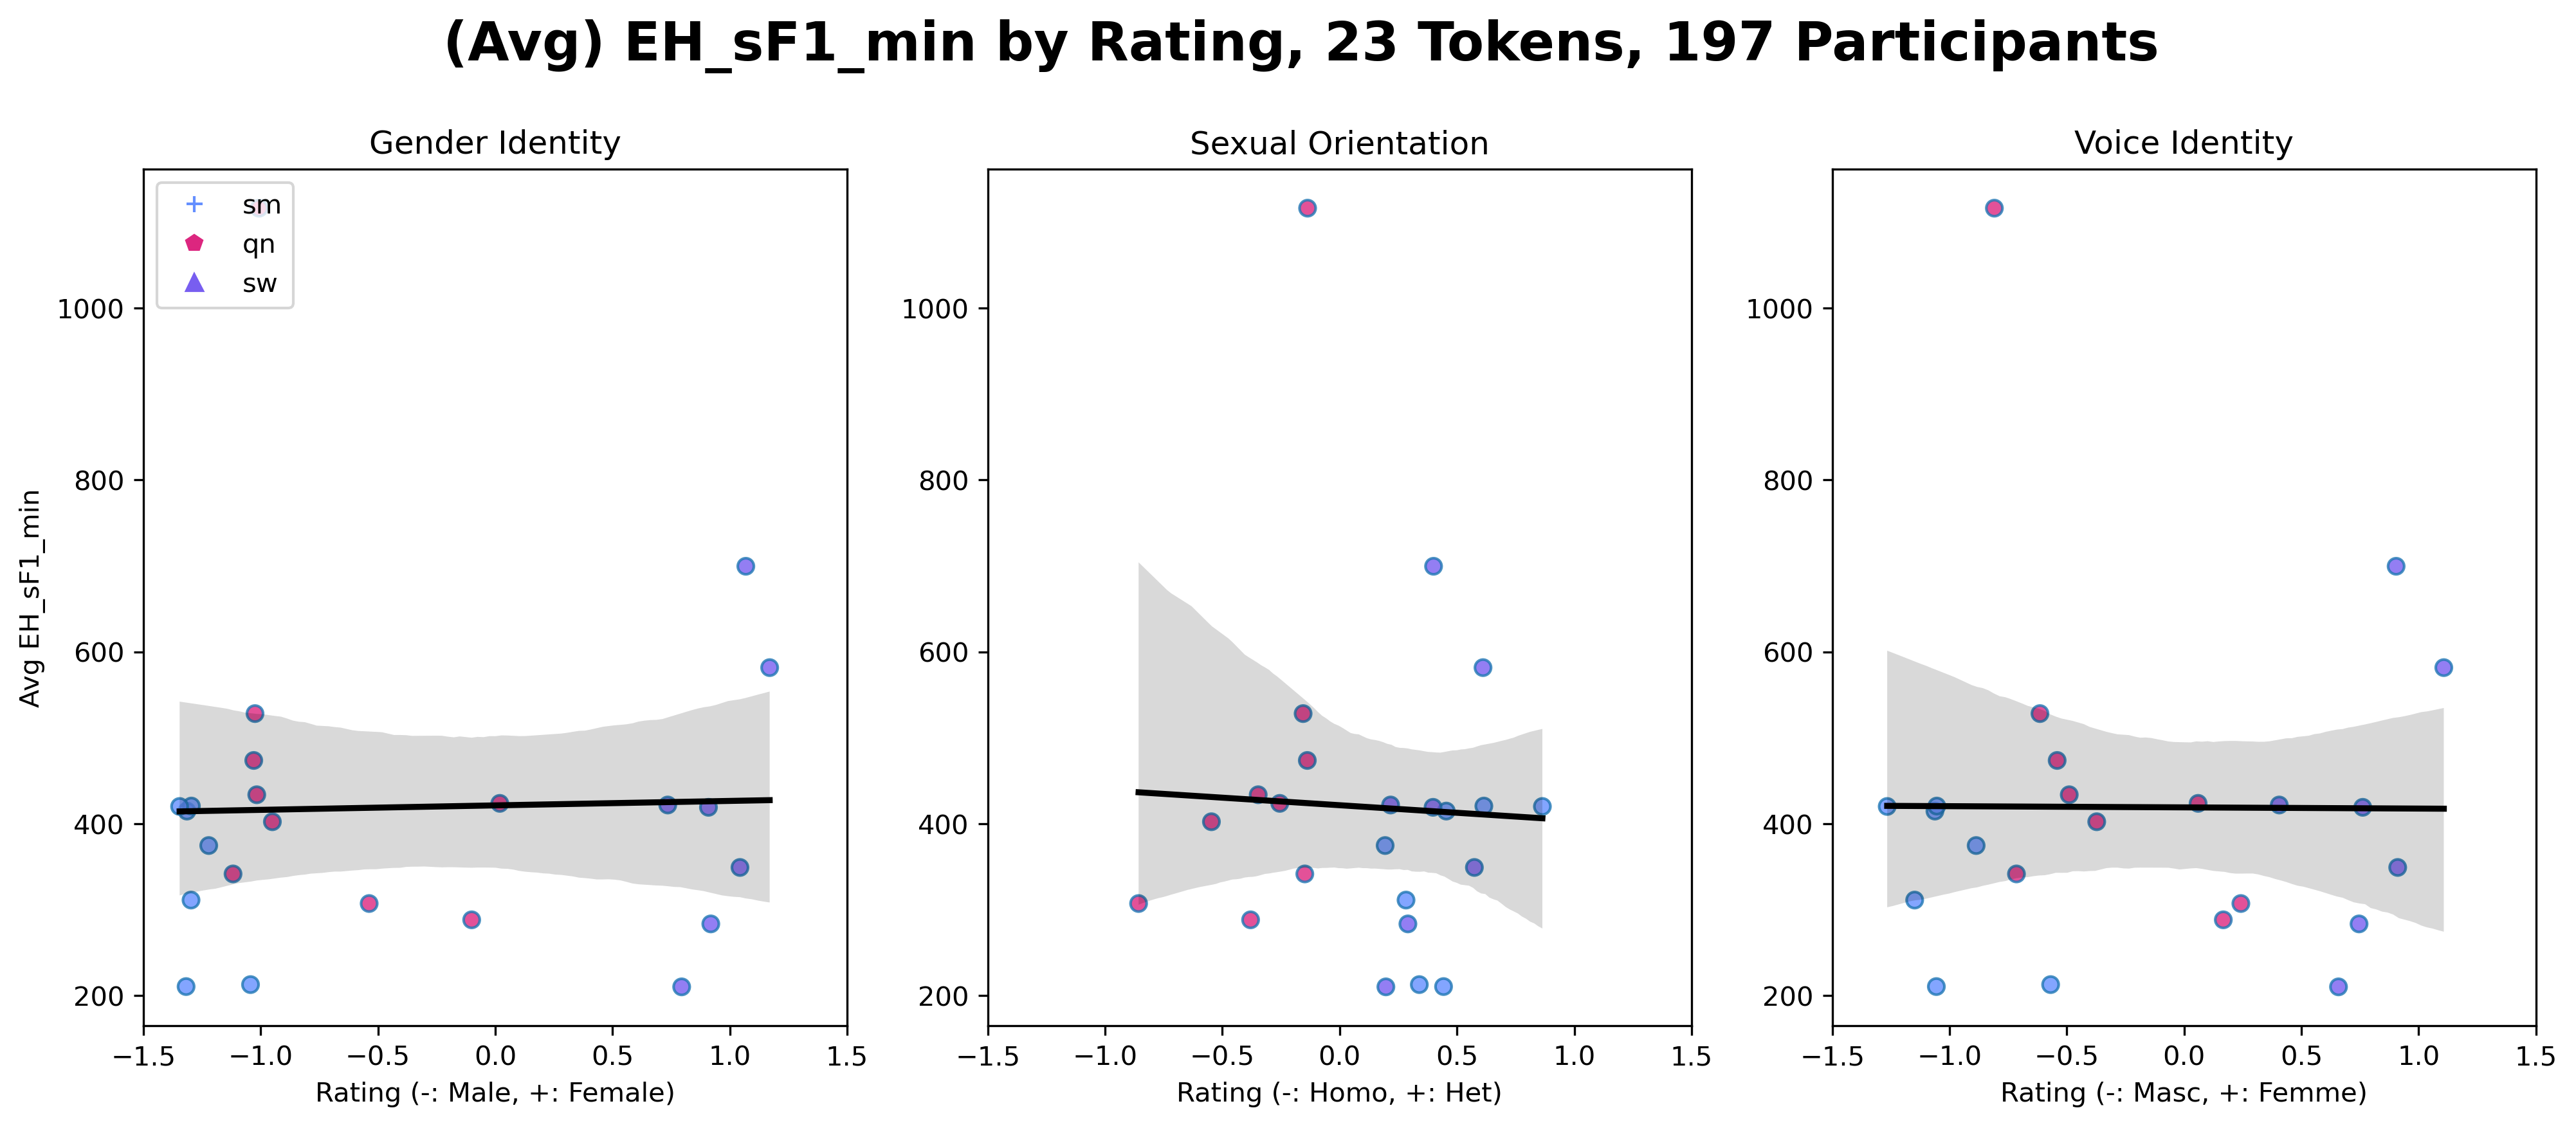 (Avg) EH_sF1_min by Rating, 23 Tokens, 197 Participants
Gender Identity
Sexual Orientation
Voice Identity
sm
qn
sw
Avg EH_sF1_min
1000
800
600
400
200
−1.5 −1.0 −0.5 0.0 0.5 1.0 1.5
Rating (-: Male, +: Female)
1000
800
600
400
200
−1.5 −1.0 −0.5 0.0 0.5 1.0 1.5
Rating (-: Homo, +: Het)
1000
800
600
400
200
−1.5 −1.0 −0.5 0.0 0.5 1.0 1.5
Rating (-: Masc, +: Femme)